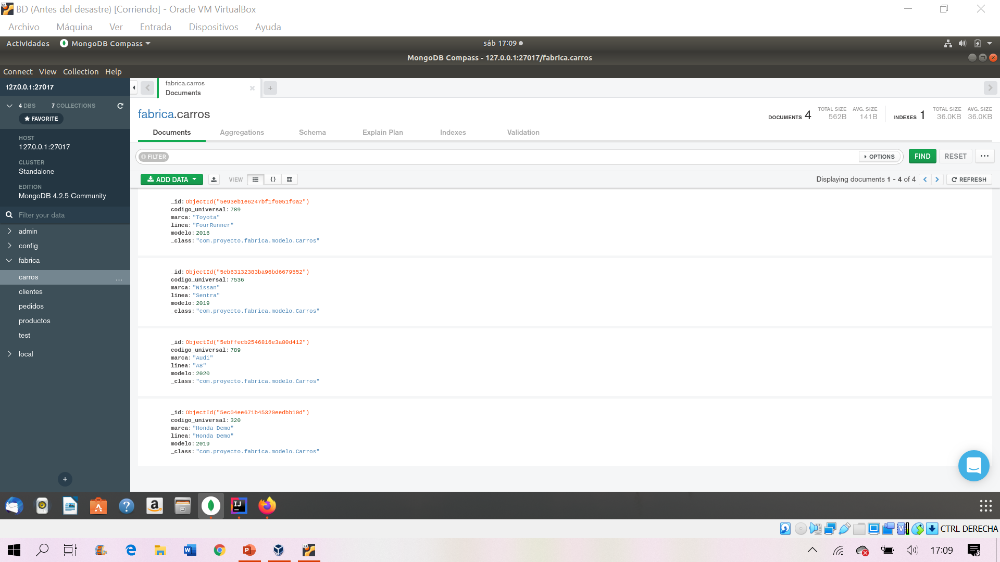 BD (Antes del desastre) [Corriendo] - Oracle VM VirtualBox
Archivo Máquina Ver Entrada Dispositivos Ayuda
Actividades MongoDB Compass sáb 17:09
MongoDB Compass - 127.0.0.1:27017/fabrica.carros
Connect View Collection Help
127.0.0.1:27017
4 DBS 7 COLLECTIONS
FAVORITE
HOST
127.0.0.1:27017
CLUSTER
Standalone
EDITION
MongoDB 4.2.5 Community
Filter your data
admin
config
fabrica
carros ...
clientes
pedidos
productos
test
local
+
fabrica.carros
Documents
+
fabrica.carros
DOCUMENTS 4 TOTAL SIZE 562B AVG. SIZE 141B INDEXES 1 TOTAL SIZE 36.0KB AVG. SIZE 36.0KB
Documents Aggregations Schema Explain Plan Indexes Validation
FILTER OPTIONS FIND RESET ...
ADD DATA VIEW {} Displaying documents 1 - 4 of 4 REFRESH
_id: ObjectId("5e93eb1e6247bf1f6051f0a2")
codigo_universal: 789
marca: "Toyota"
linea: "FourRunner"
modelo: 2016
_class: "com.proyecto.fabrica.modelo.Carros"
_id: ObjectId("5eb63132383ba96bd6679552")
codigo_universal: 7536
marca: "Nissan"
linea: "Sentra"
modelo: 2019
_class: "com.proyecto.fabrica.modelo.Carros"
_id: ObjectId("5ebffecb2546816e3a80d412")
codigo_universal: 789
marca: "Audi"
linea: "A8"
modelo: 2020
_class: "com.proyecto.fabrica.modelo.Carros"
_id: ObjectId("5ec04ee671b45320eedbb10d")
codigo_universal: 320
marca: "Honda Demo"
linea: "Honda Demo"
modelo: 2019
_class: "com.proyecto.fabrica.modelo.Carros"
CTRL DERECHA
17:09